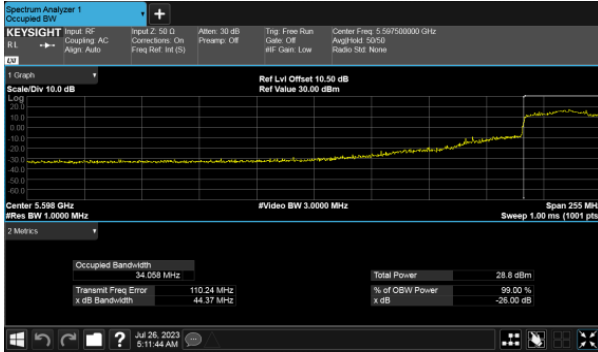 Spectrum Analyzer 1
Occupied BW
KEYSIGHT Input: RF Input Z: 50 Ω Atten: 30 dB Trig: Free Run Center Freq: 5.597500000 GHz
RL Coupling: AC Corrections: On Preamp: Off Gate: Off Avg|Hold: 50/50
Align: Auto Freq Ref: Int (S) #IF Gain: Low Radio Std: None
LXI
1 Graph Ref Lvl Offset 10.50 dB
Scale/Div 10.0 dB Ref Value 30.00 dBm
Log
20.0
10.0
0.00
-10.0
-20.0
-30.0
-40.0
-50.0
-60.0
Center 5.598 GHz #Video BW 3.0000 MHz Span 255 MHz
#Res BW 1.0000 MHz Sweep 1.00 ms (1001 pts
2 Metrics
Occupied Bandwidth
34.058 MHz Total Power 28.8 dBm
Transmit Freq Error 110.24 MHz % of OBW Power 99.00 %
x dB Bandwidth 44.37 MHz x dB -26.00 dB
? Jul 26, 2023
5:11:44 AM